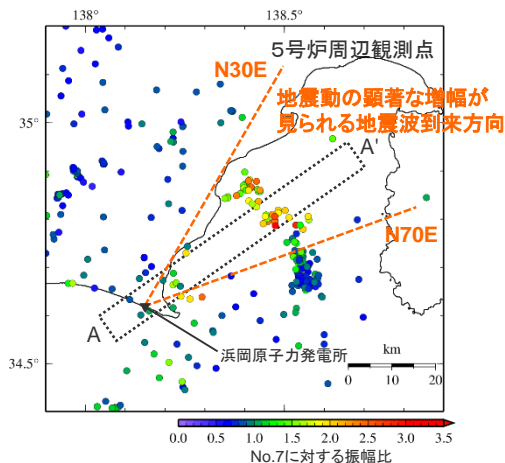 138° 138.5°
5号炉周辺観測点
N30E
地震動の顕著な増幅が
見られる地震波到来方向
35°
A'
N70E
A
浜岡原子力発電所
34.5°
km
0 10 20
0.0 0.5 1.0 1.5 2.0 2.5 3.0 3.5
No.7に対する振幅比